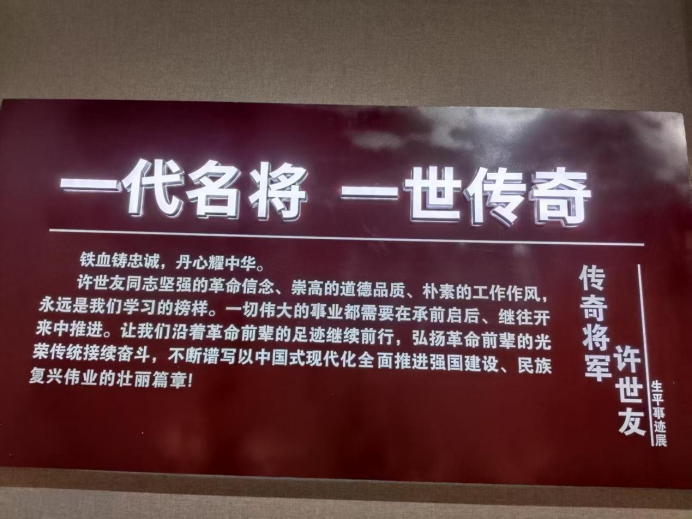 一代名将 一世传奇
铁血铸忠诚，丹心耀中华。
许世友同志坚强的革命信念、崇高的道德品质、朴素的工作作风，
永远是我们学习的榜样。一切伟大的事业都需要在承前启后、继往开
来中推进。让我们沿着革命前辈的足迹继续前行，弘扬革命前辈的光
荣传统接续奋斗，不断谱写以中国式现代化全面推进强国建设、民族
复兴伟业的壮丽篇章!
传奇将军
许世友
生平事迹展